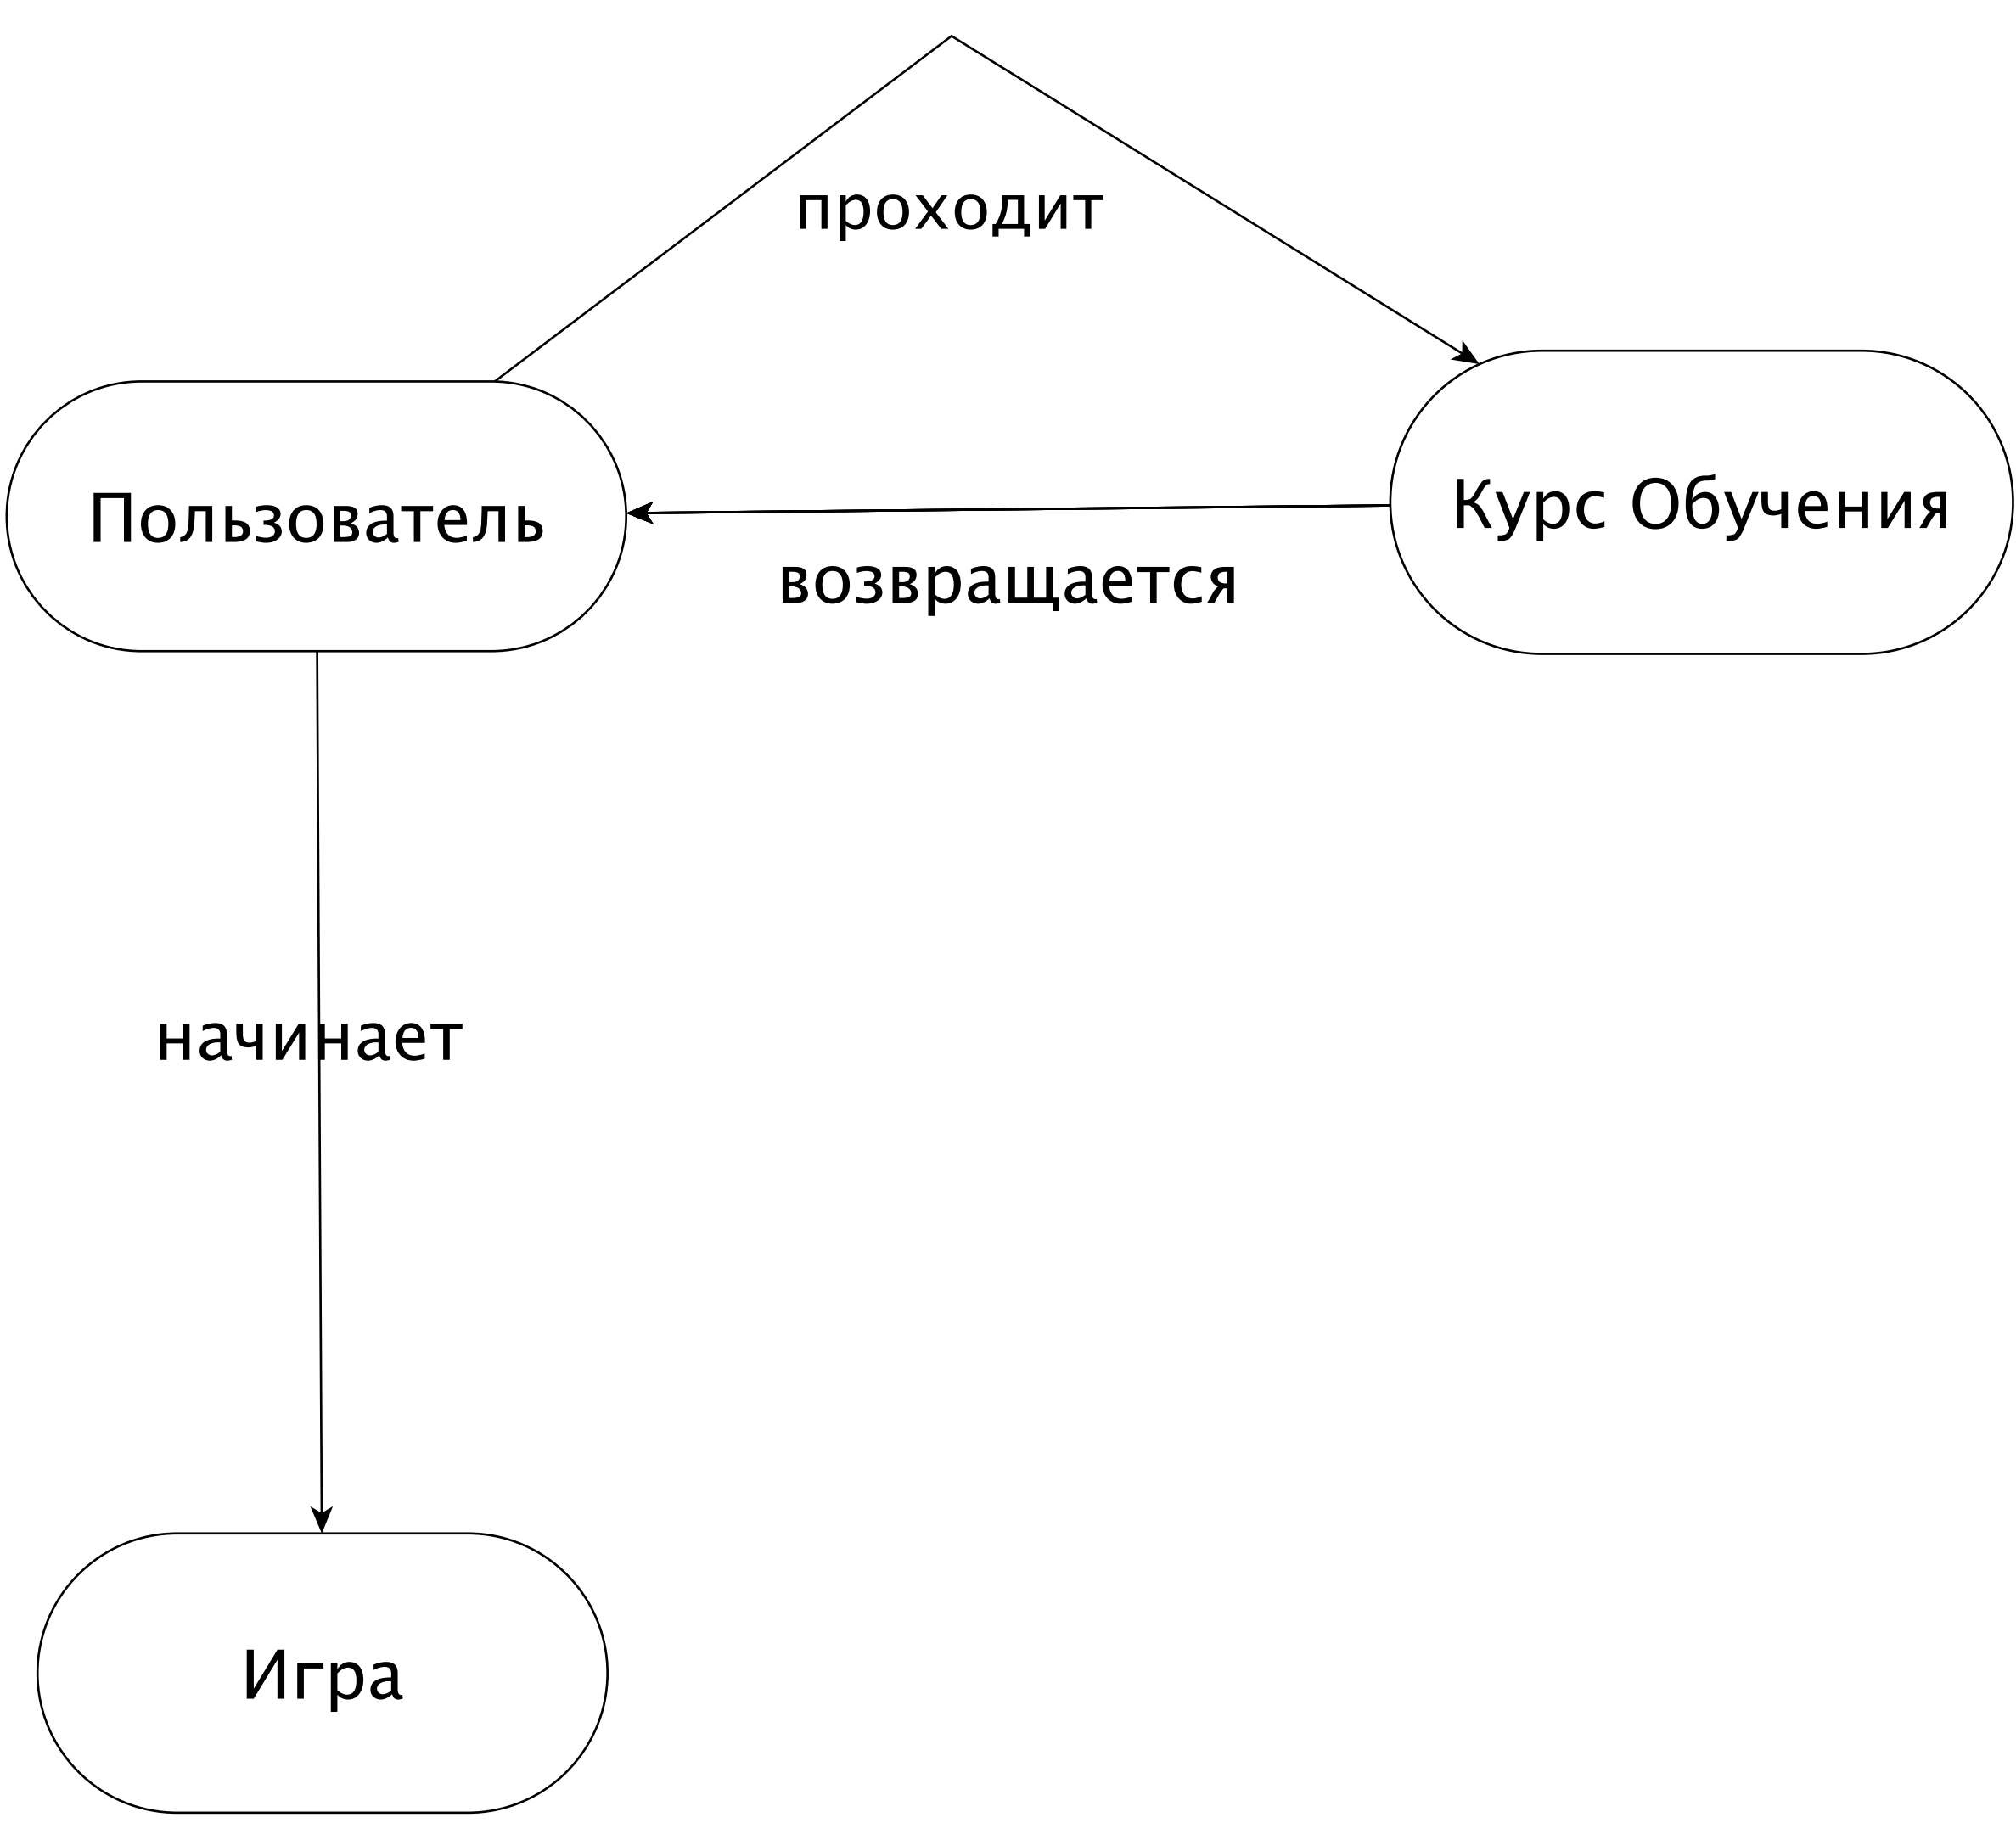 проходит
Пользователь
Курс Обучения
возвращается
начинает
Игра